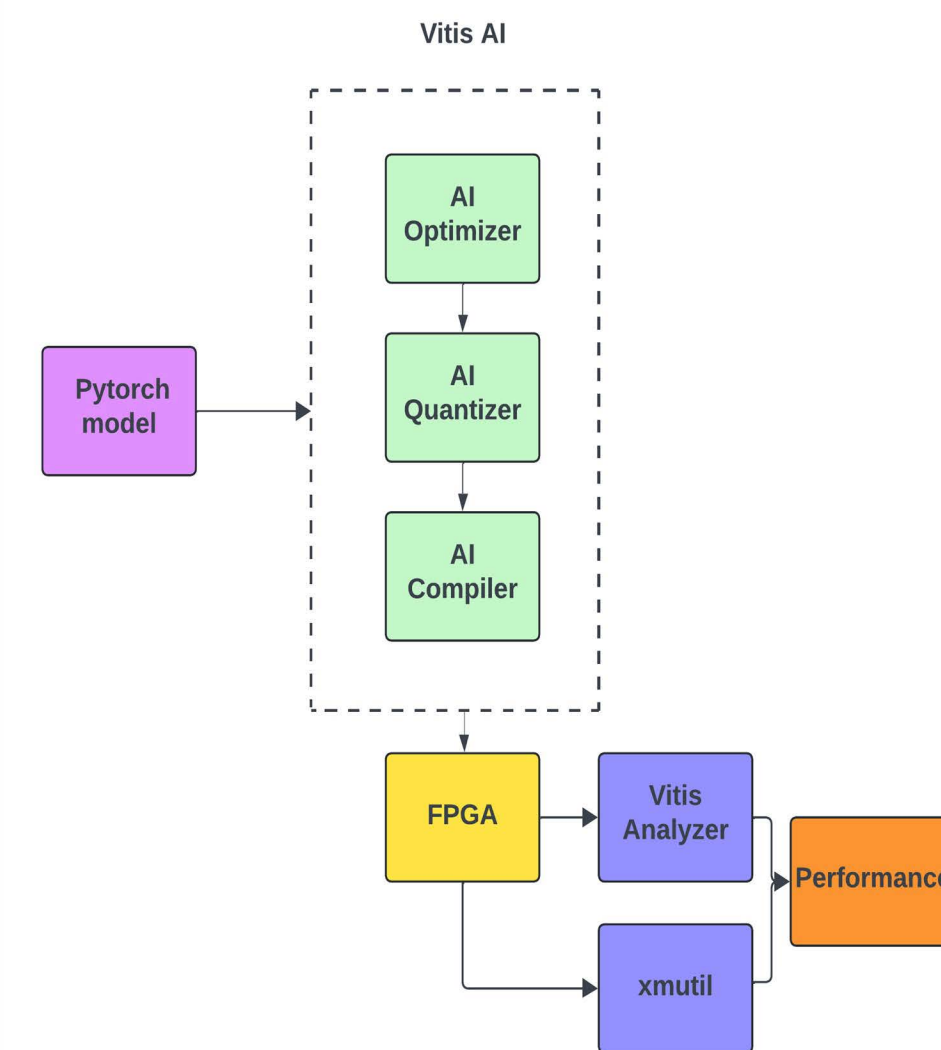 Vitis AI
AI
Optimizer
AI
Quantizer
Pytorch
model
AI
Compiler
FPGA
Vitis
Analyzer
xmutil